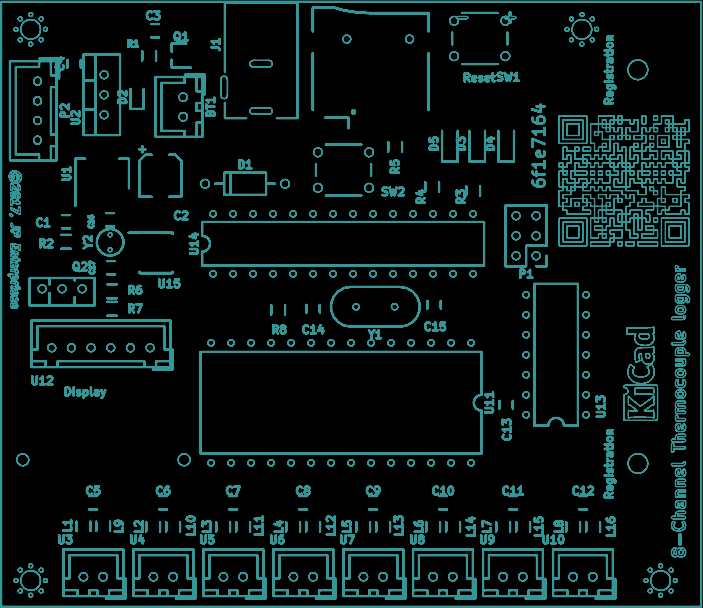 C3
R1
Q1
J1
ResetSW1
Registration
P2
U2
D2
BT1
6f1e7164
D5
D3
D4
U1
+
D1
R5
SW2
R4
R3
©2017, JP Enterprises
C1
C2
R2
Y2
U14
P1
Q2
U15
R6
R7
R8
C14
Y1
C15
U12
Display
KiCad
U11
C13
U13
Registration
8-Channel Thermocouple logger
C5
C6
C7
C8
C9
C10
C11
C12
L1
L9
L2
L10
L3
L11
L4
L12
L5
L13
L6
L14
L7
L15
L8
L16
U3
U4
U5
U6
U7
U8
U9
U10